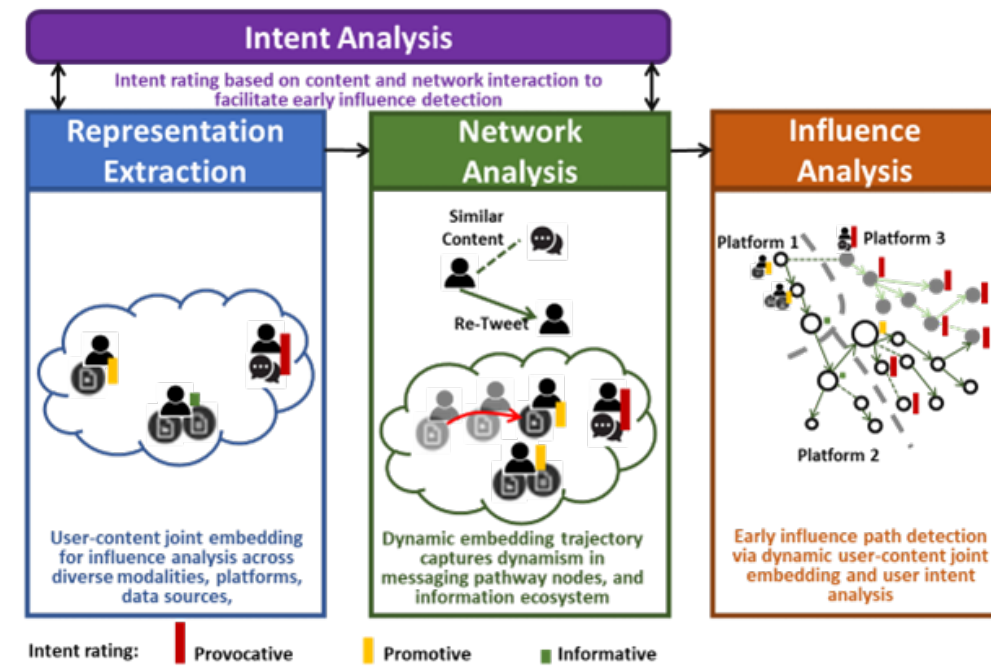 Intent Analysis
Intent rating based on content and network interaction to
facilitate early influence detection
Representation
Extraction
User-content joint embedding
for influence analysis across
diverse modalities, platforms,
data sources,
Network
Analysis
Similar
Content
Re-Tweet
Dynamic embedding trajectory
captures dynamism in
messaging pathway nodes, and
information ecosystem
Influence
Analysis
Platform 1
Platform 3
Platform 2
Early influence path detection
via dynamic user-content joint
embedding and user intent
analysis
Intent rating:
Provocative
Promotive
Informative